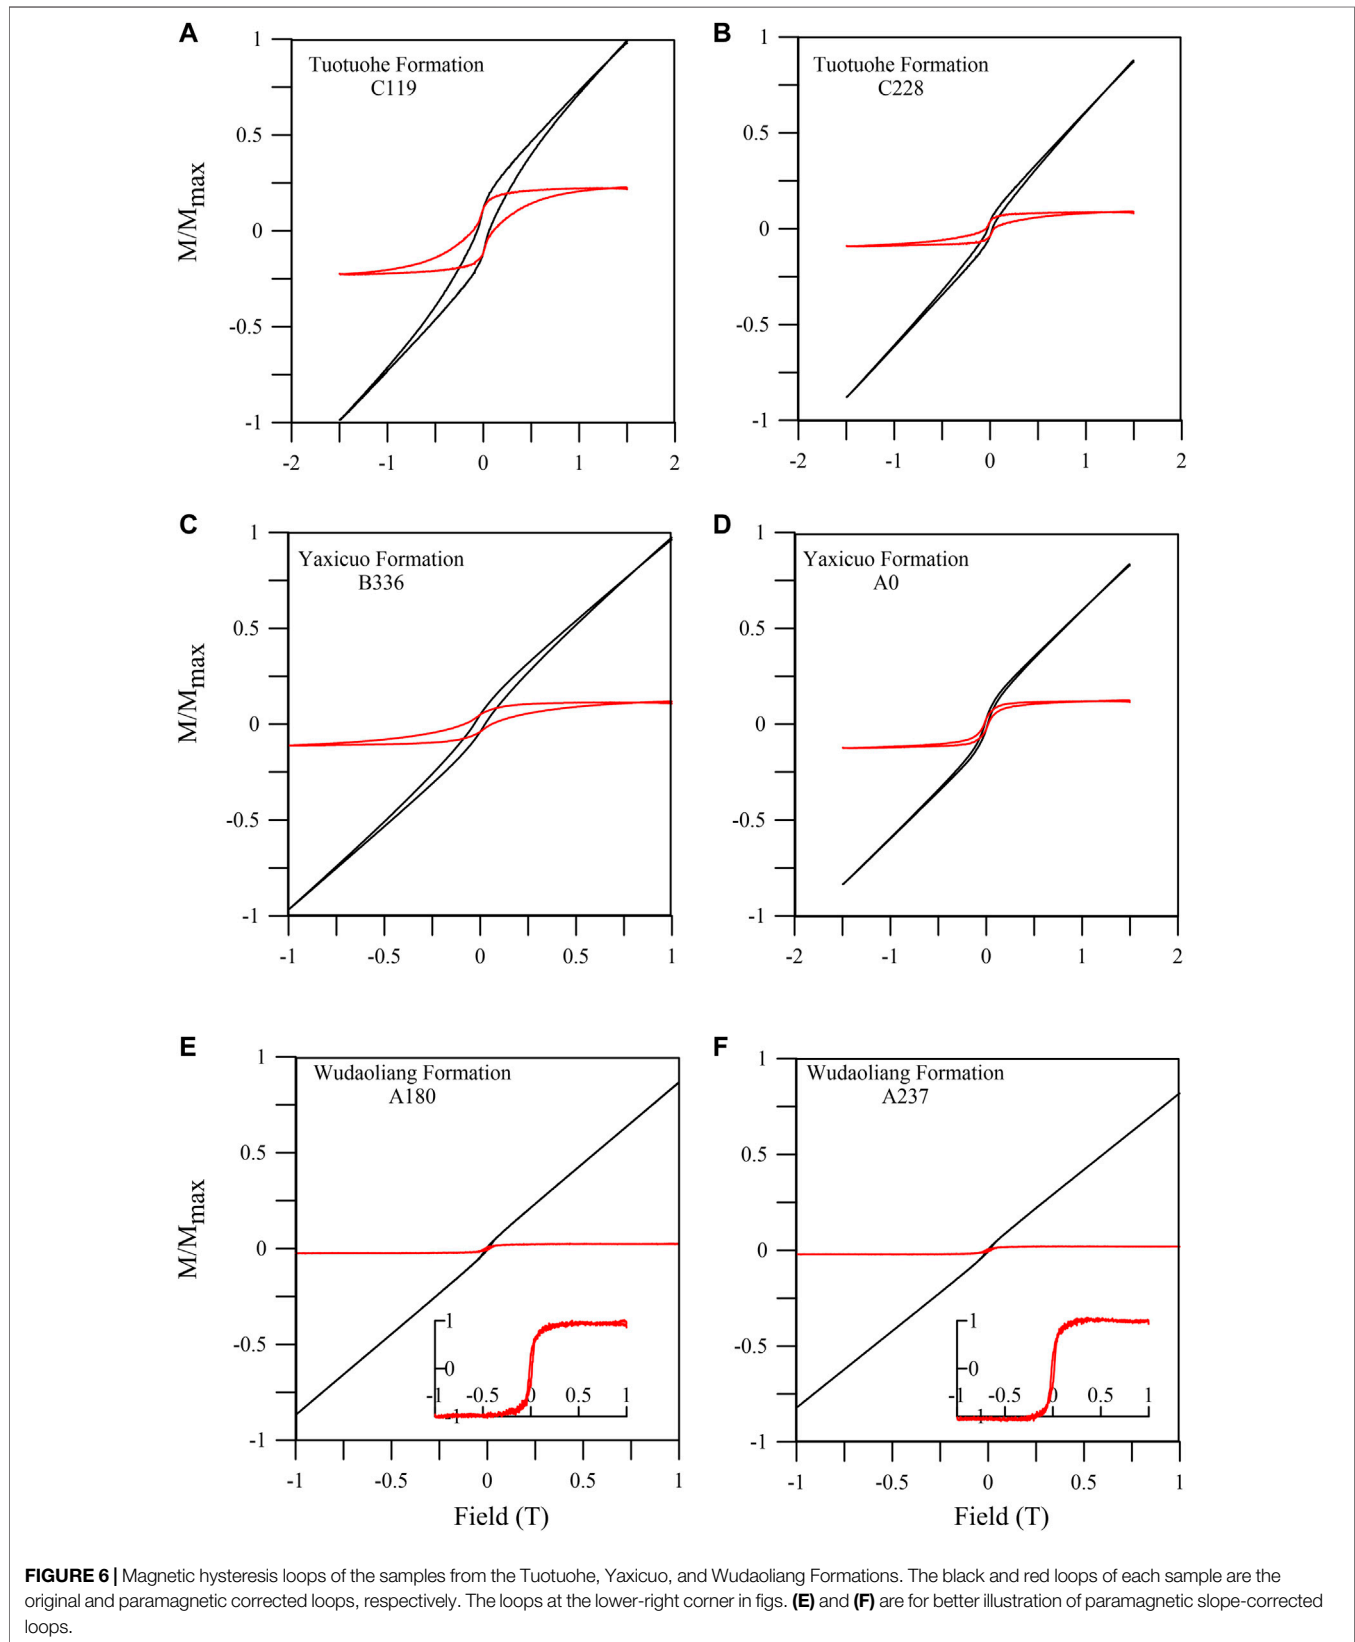 A
B
1
0.5
0
-0.5
-1
-2
-1
0
1
2
M/Mmax
Tuotuohe Formation
C119
1
0.5
0
-0.5
-1
-2
-1
0
1
2
Tuotuohe Formation
C228
C
D
1
0.5
0
-0.5
-1
-1
-0.5
0
0.5
1
M/Mmax
Yaxicuo Formation
B336
1
0.5
0
-0.5
-1
-2
-1
0
1
2
Yaxicuo Formation
A0
E
F
1
0.5
0
-0.5
-1
-1
-0.5
0
0.5
1
M/Mmax
Field (T)
Wudaoliang Formation
A180
1
0
-1
-1
-0.5
0
0.5
1
1
0.5
0
-0.5
-1
-1
-0.5
0
0.5
1
Field (T)
Wudaoliang Formation
A237
1
0
-1
-1
-0.5
0
0.5
1
FIGURE 6 | Magnetic hysteresis loops of the samples from the Tuotuohe, Yaxicuo, and Wudaoliang Formations. The black and red loops of each sample are the
original and paramagnetic corrected loops, respectively. The loops at the lower-right corner in figs. (E) and (F) are for better illustration of paramagnetic slope-corrected
loops.